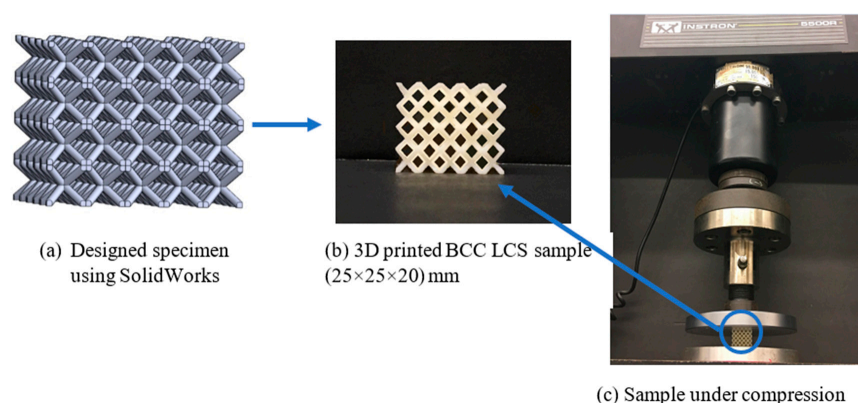 INSTRON
5500R
(a) Designed specimen
using SolidWorks
(b) 3D printed BCC LCS sample
(25×25×20) mm
(c) Sample under compression